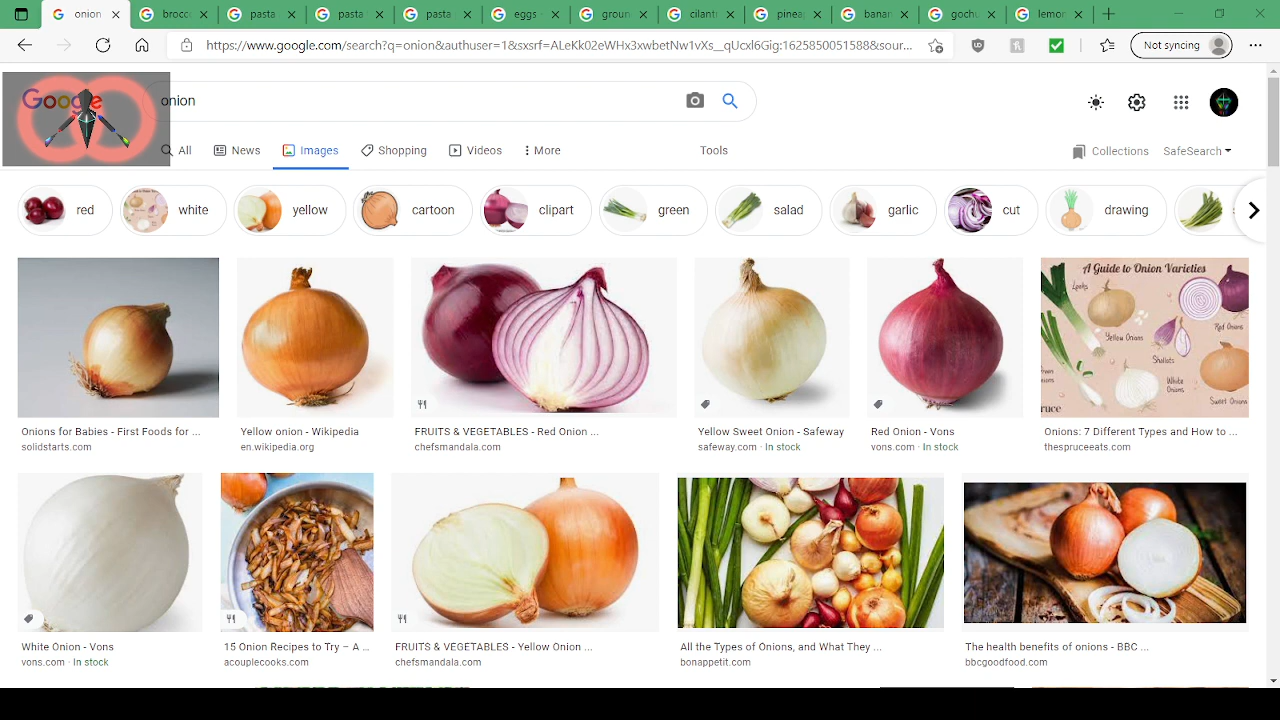 onion
brocc
pasta
pasta
pasta
eggs -
groun
cilant
pinea
banan
gochu
lemor
https://www.google.com/search?q=onion&authuser=1&sxsrf=ALeKk02eWHx3xwbetNw1vXs__qUcxl6Gig:1625850051588&sour...
Not syncing
Google
onion
All
News
Images
Shopping
Videos
More
Tools
Collections
SafeSearch
red
white
yellow
cartoon
clipart
green
salad
garlic
cut
drawing
A Guide to Onion Varieties
Leeks
Yellow Onions
Red Onions
Shallots
White Onions
Sweet Onions
ruce
Onions for Babies - First Foods for ...
solidstarts.com
Yellow onion - Wikipedia
en.wikipedia.org
FRUITS & VEGETABLES - Red Onion ...
chefsmandala.com
Yellow Sweet Onion - Safeway
safeway.com · In stock
Red Onion - Vons
vons.com · In stock
Onions: 7 Different Types and How to ...
thespruceeats.com
White Onion - Vons
vons.com · In stock
15 Onion Recipes to Try – A ...
acouplecooks.com
FRUITS & VEGETABLES - Yellow Onion ...
chefsmandala.com
All the Types of Onions, and What They ...
bonappetit.com
The health benefits of onions - BBC ...
bbcgoodfood.com